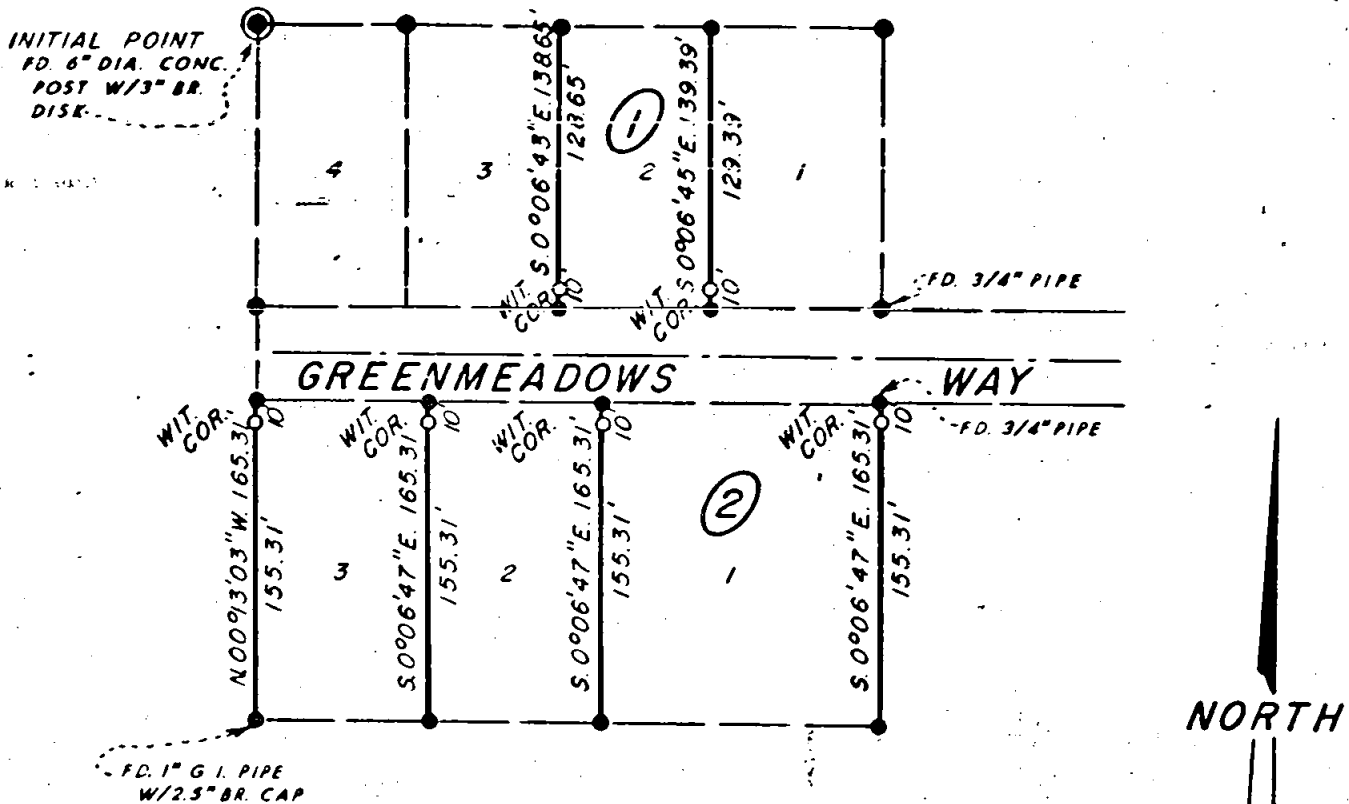 INITIAL POINT
FD. 6" DIA. CONC.
POST W/3" BR.
DISK
4
3
S. 0°06'43" E. 138.65'
128.65'
1
2
S. 0°06'45" E. 139.39'
129.39'
1
WIT. COR.
10'
WIT. COR.
10'
FD. 3/4" PIPE
GREENMEADOWS WAY
WIT. COR.
10'
WIT. COR.
10'
WIT. COR.
10'
WIT. COR.
10'
FD. 3/4" PIPE
N.00°13'03" W. 165.31'
155.31'
3
S. 0°06'47" E. 165.31'
155.31'
2
S. 0°06'47" E. 165.31'
155.31'
2
1
S. 0°06'47" E. 165.31'
155.31'
NORTH
FD. 1" G I. PIPE
W/2.5" BR. CAP